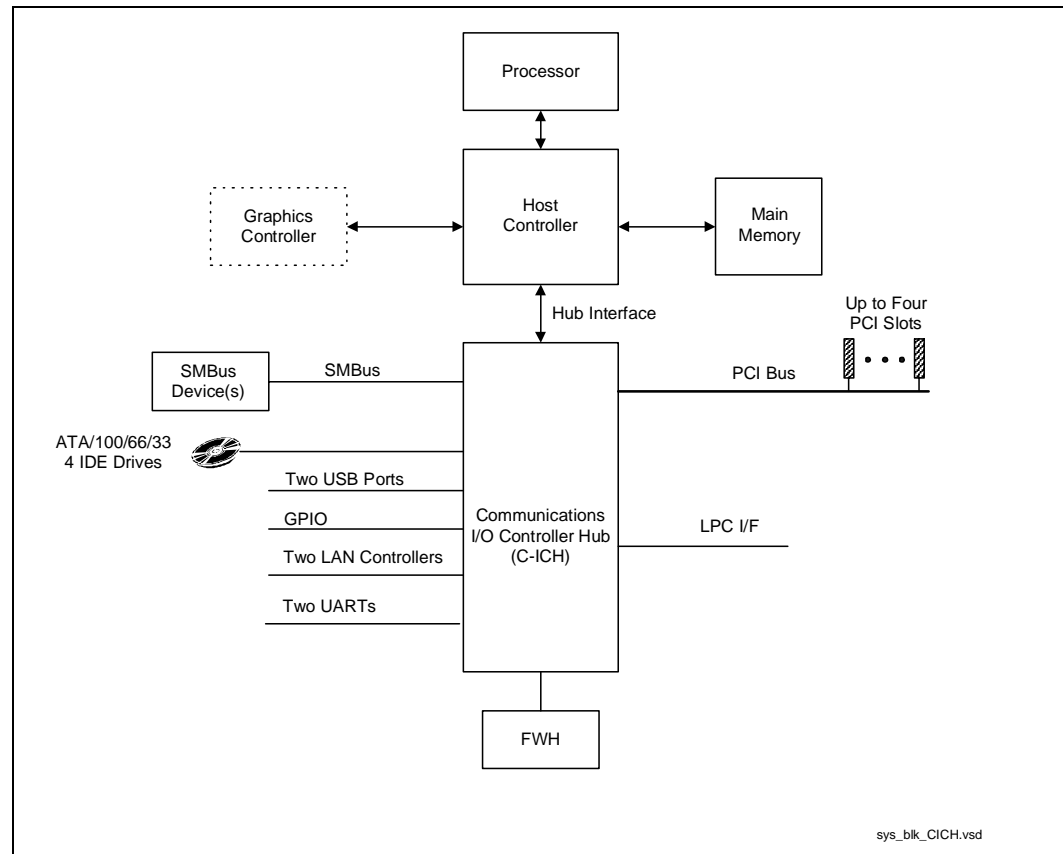 Processor
Graphics
Controller
Host
Controller
Main
Memory
Hub Interface
Up to Four
PCI Slots
SMBus
Device(s)
SMBus
PCI Bus
ATA/100/66/33
4 IDE Drives
Two USB Ports
GPIO
Two LAN Controllers
Two UARTs
Communications
I/O Controller Hub
(C-ICH)
LPC I/F
FWH
sys_blk_CICH.vsd